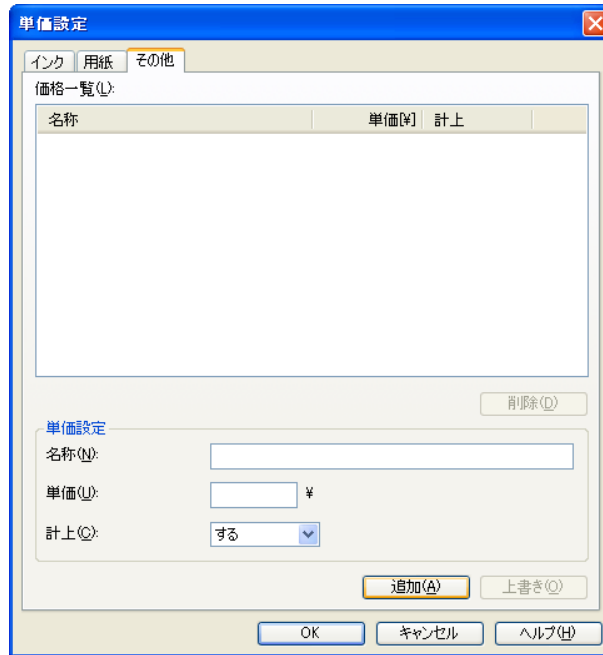 単価設定
インク 用紙 その他
価格一覧(L):
名称 単価[¥] 計上
削除(D)
単価設定
名称(N):
単価(U): ¥
計上(C): する
追加(A) 上書き(O)
OK キャンセル ヘルプ(H)